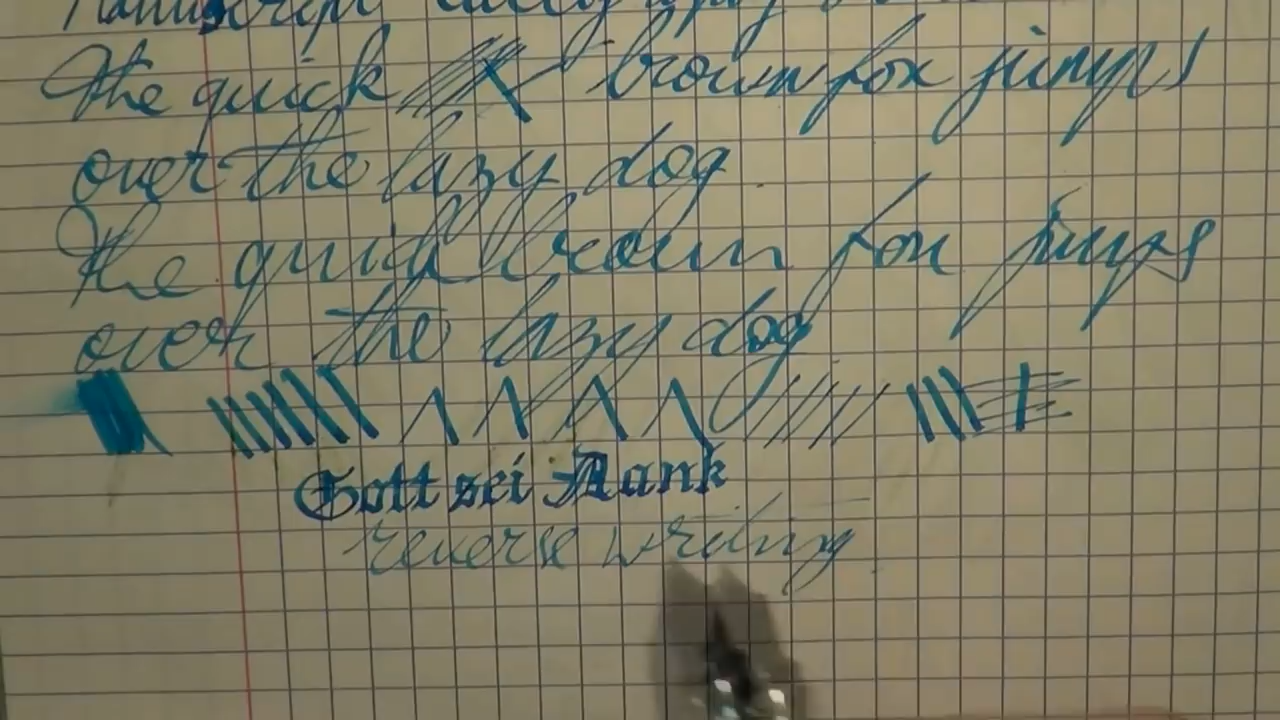 Manuscript
The quick brown fox jumps
over the lazy dog
The quick brown fox jumps
over the lazy dog
Gott sei Dank
reverse writing